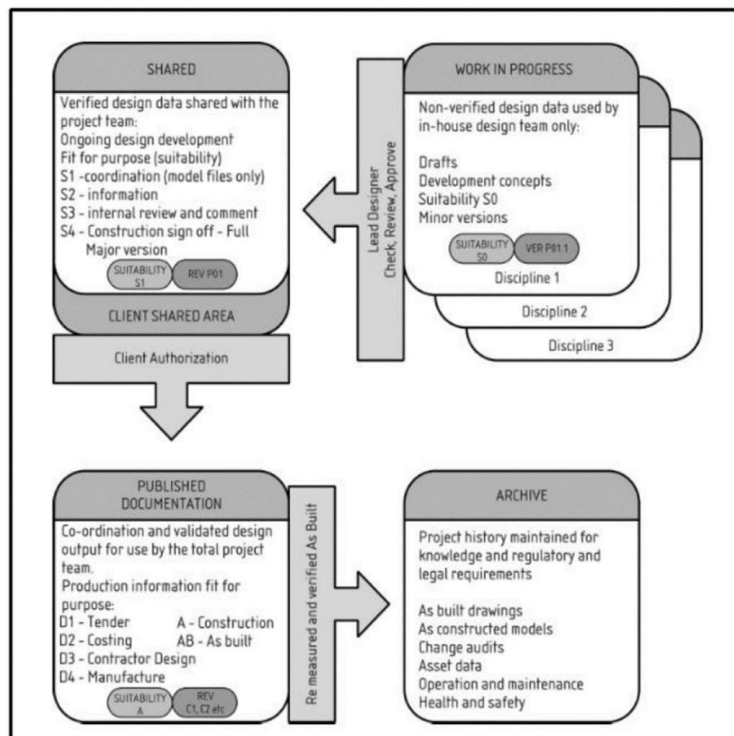 SHARED
Verified design data shared with the
project team:
Ongoing design development
Fit for purpose (suitability)
S1 -coordination (model files only)
S2 - information
S3 - internal review and comment
S4 - Construction sign off - Full
Major version
SUITABILITY
S1
REV P01
CLIENT SHARED AREA
Client Authorization
Lead Designer
Check, Review, Approve
WORK IN PROGRESS
Non-verified design data used by
in-house design team only:
Drafts
Development concepts
Suitability S0
Minor versions
SUITABILITY
S0
VER P01.1
Discipline 1
Discipline 2
Discipline 3
PUBLISHED
DOCUMENTATION
Co-ordination and validated design
output for use by the total project
team.
Production information fit for
purpose:
D1 - Tender A - Construction
D2 - Costing AB - As built
D3 - Contractor Design
D4 - Manufacture
SUITABILITY
A
REV
C1, C2 etc
Re measured and verified As Built
ARCHIVE
Project history maintained for
knowledge and regulatory and
legal requirements
As built drawings
As constructed models
Change audits
Asset data
Operation and maintenance
Health and safety